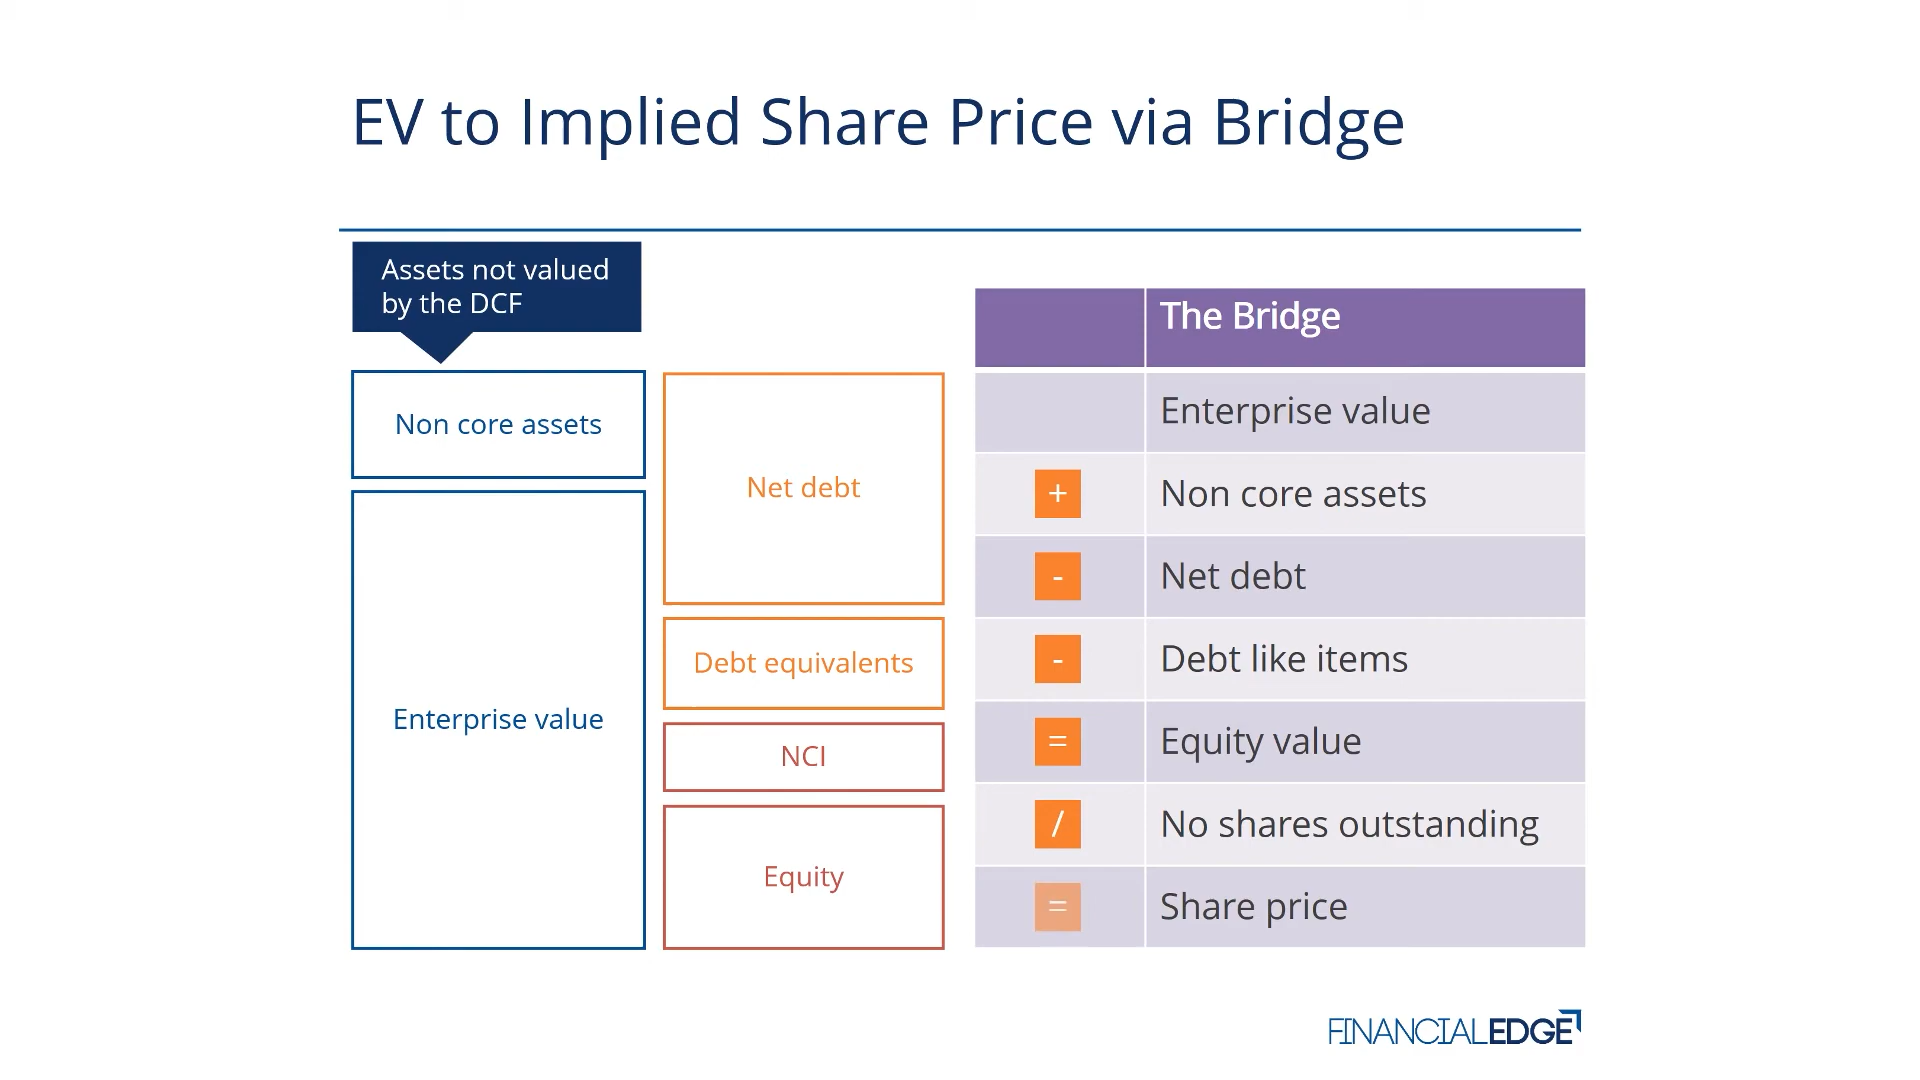 EV to Implied Share Price via Bridge
Assets not valued
by the DCF
Non core assets
Enterprise value
Net debt
Debt equivalents
NCI
Equity
The Bridge
Enterprise value
+ Non core assets
- Net debt
- Debt like items
= Equity value
/ No shares outstanding
= Share price
FINANCIALEDGE